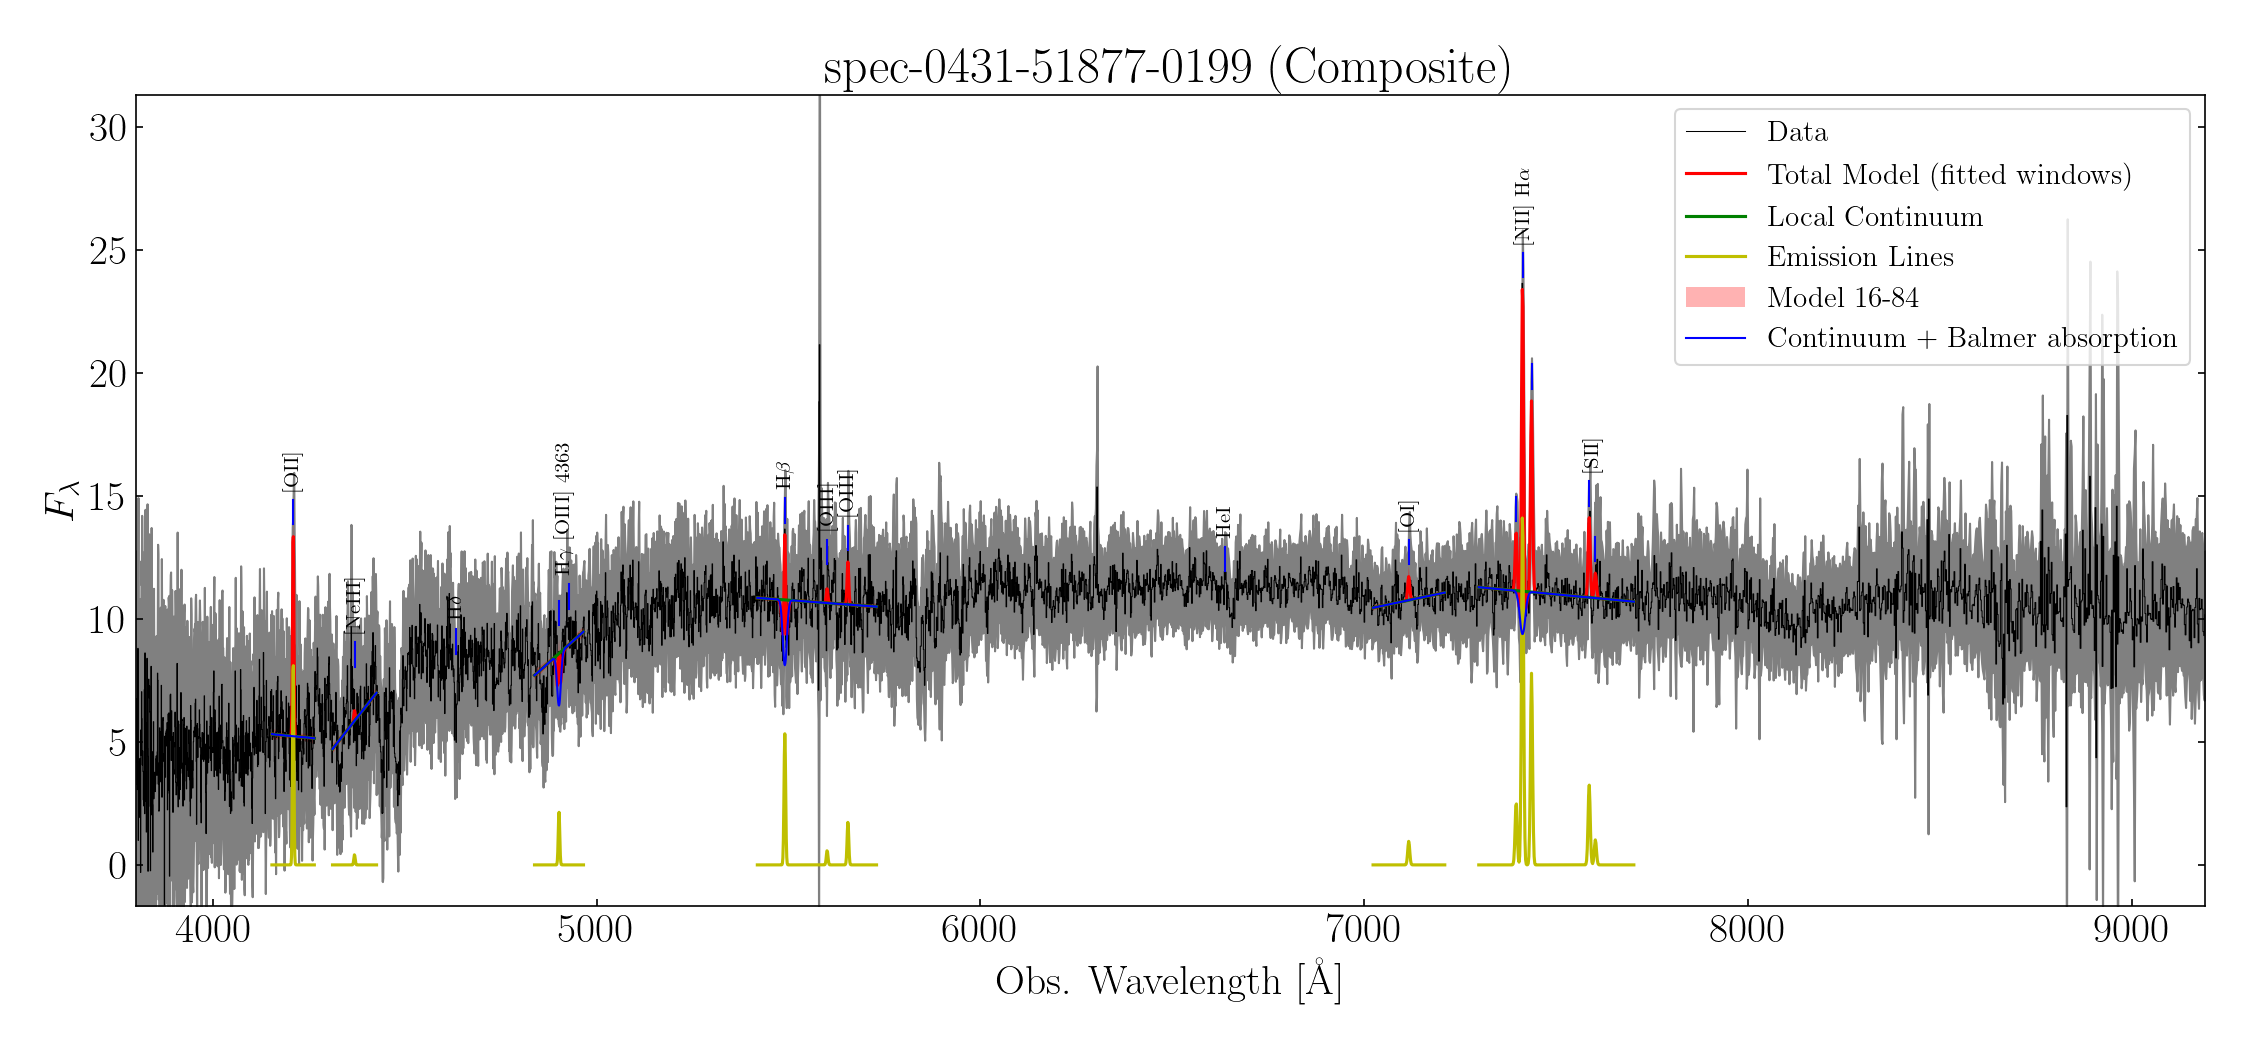 spec-0431-51877-0199 (Composite)
30
25
20
15
10
5
0
F_λ
Data
Total Model (fitted windows)
Local Continuum
Emission Lines
Model 16-84
Continuum + Balmer absorption
[OII]
[NeIII]
Hδ
Hγ [OIII] 4363
Hβ
[OIII]
[OIII]
HeI
[OI]
[NII] Hα
[SII]
4000
5000
6000
7000
8000
9000
Obs. Wavelength [Å]